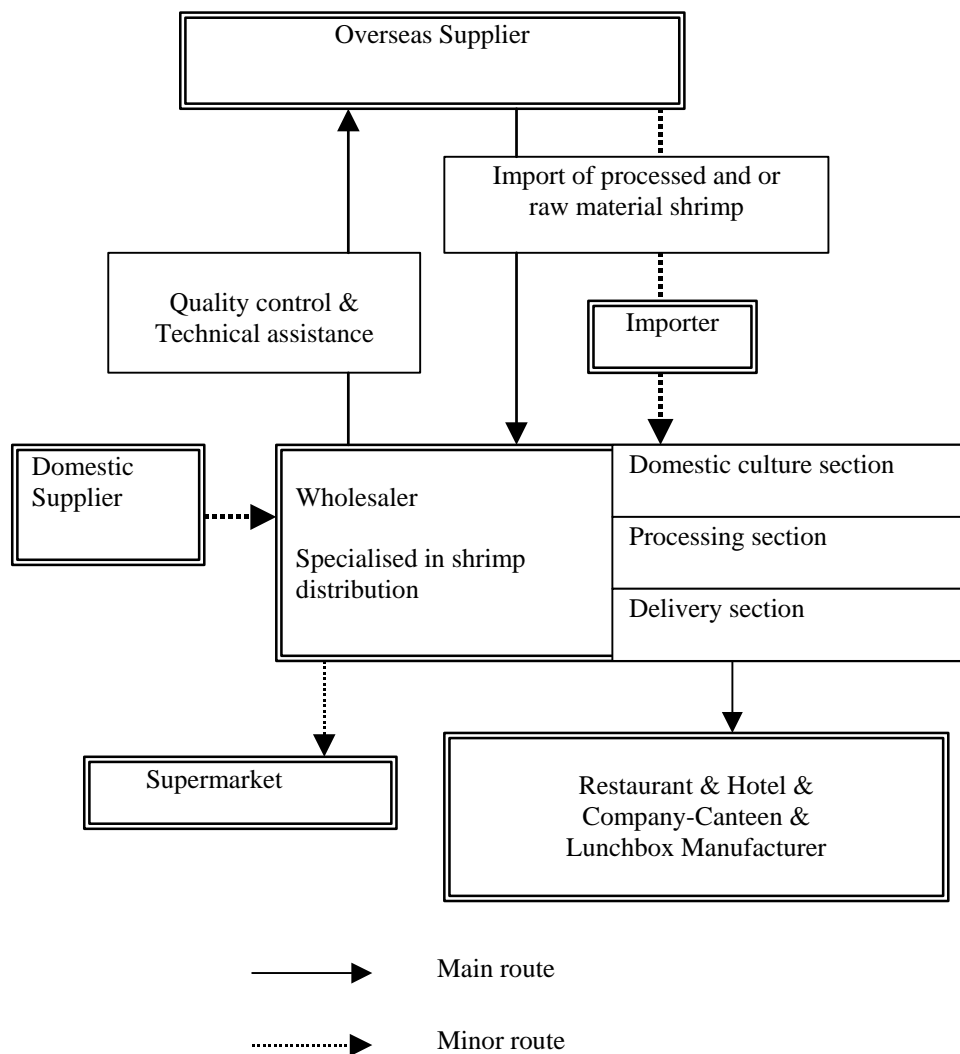 Overseas Supplier
Import of processed and or
raw material shrimp
Quality control &
Technical assistance
Importer
Domestic
Supplier
Wholesaler
Specialised in shrimp
distribution
Domestic culture section
Processing section
Delivery section
Supermarket
Restaurant & Hotel &
Company-Canteen &
Lunchbox Manufacturer
Main route
Minor route